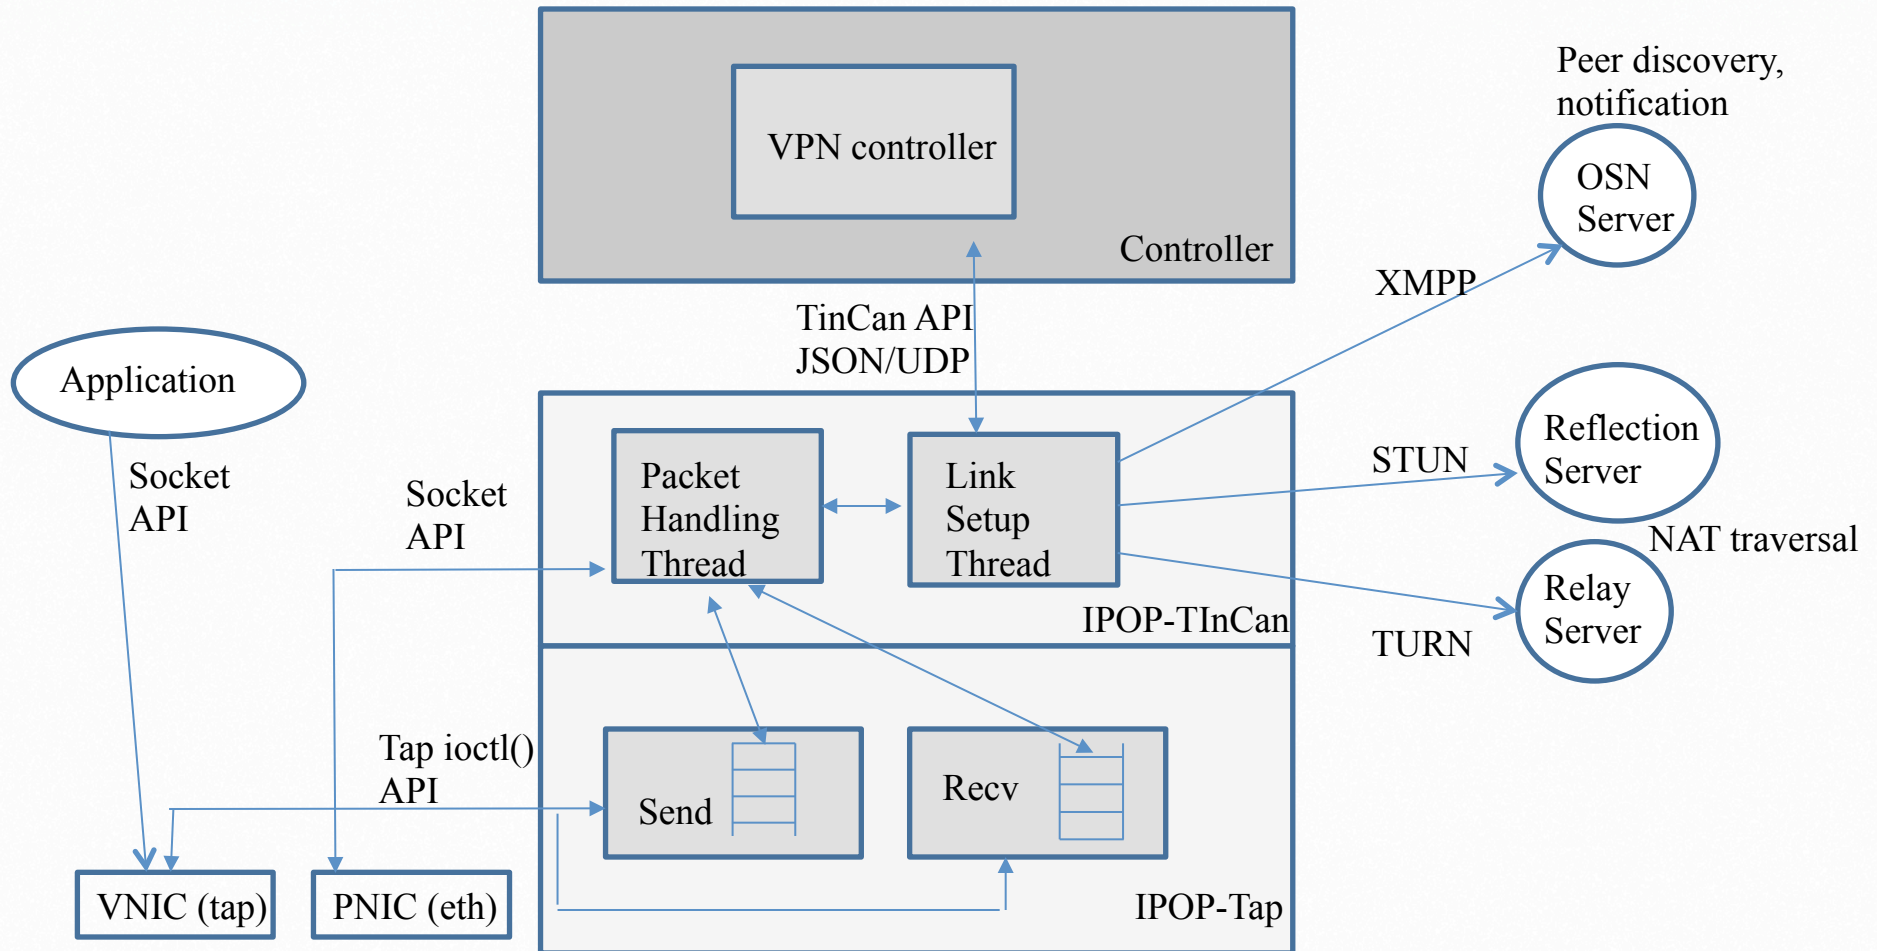 VPN controller
Controller
Peer discovery,
notification
OSN
Server
XMPP
TinCan API
JSON/UDP
Application
Socket
API
Socket
API
Packet
Handling
Thread
Link
Setup
Thread
STUN
Reflection
Server
NAT traversal
IPOP-TInCan
TURN
Relay
Server
Tap ioctl()
API
Send
Recv
VNIC (tap)
PNIC (eth)
IPOP-Tap